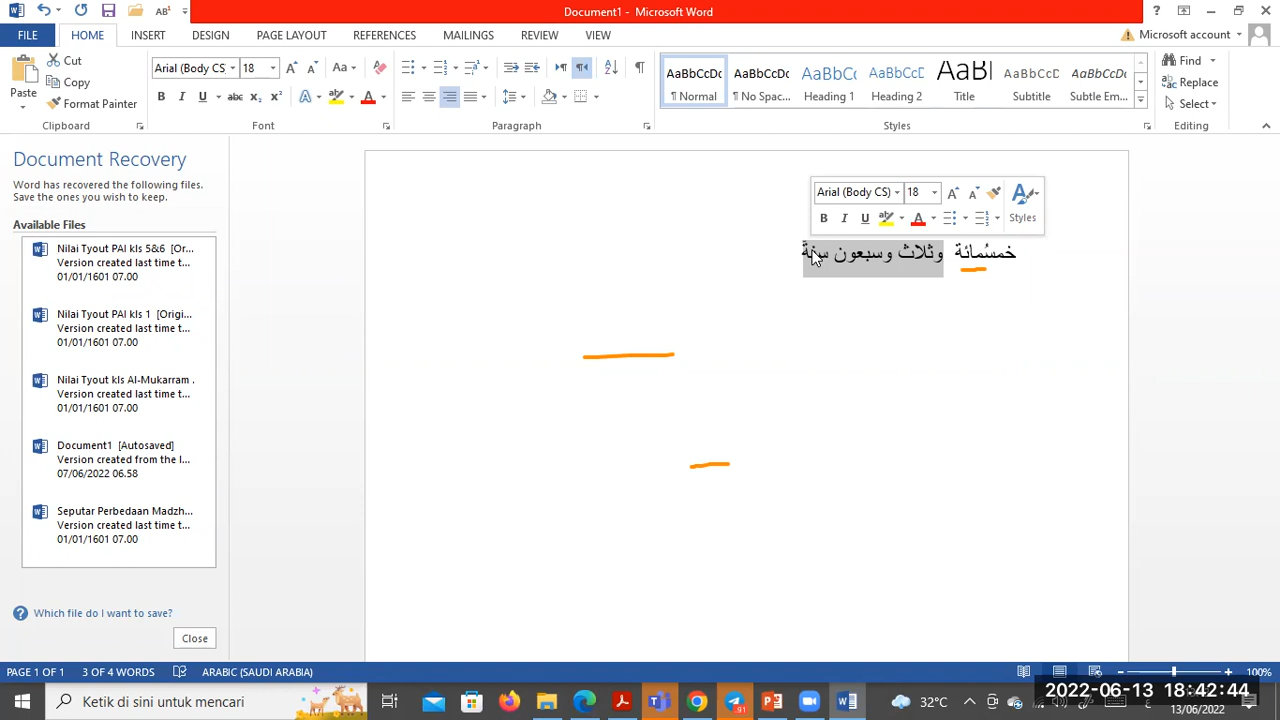 Document1 - Microsoft Word
FILE HOME INSERT DESIGN PAGE LAYOUT REFERENCES MAILINGS REVIEW VIEW Microsoft account
Paste Cut Copy Format Painter Clipboard
Arial (Body CS) 18 Font
Paragraph
AaBbCcDc ¶ Normal AaBbCcDc ¶ No Spac... AaBbCc Heading 1 AaBbCcE Heading 2 AaBl Title AaBbCcD Subtitle AaBbCcDc Subtle Em... Styles
Find Replace Select Editing
Document Recovery
Word has recovered the following files.
Save the ones you wish to keep.
Available Files
Nilai Tyout PAI kls 5&6 [Or...
Version created last time t...
01/01/1601 07.00
Nilai Tyout PAI kls 1 [Origi...
Version created last time t...
01/01/1601 07.00
Nilai Tyout kls Al-Mukarram .
Version created last time t...
01/01/1601 07.00
Document1 [Autosaved]
Version created from the l...
07/06/2022 06.58
Seputar Perbedaan Madzh...
Version created last time t...
01/01/1601 07.00
Which file do I want to save?
Close
Arial (Body CS) 18 Styles
خمسُمائة وثلاث وسبعون سنةً
PAGE 1 OF 1 3 OF 4 WORDS ARABIC (SAUDI ARABIA) 100%
Ketik di sini untuk mencari 91 32°C
2022-06-13 18:42:44
13/06/2022